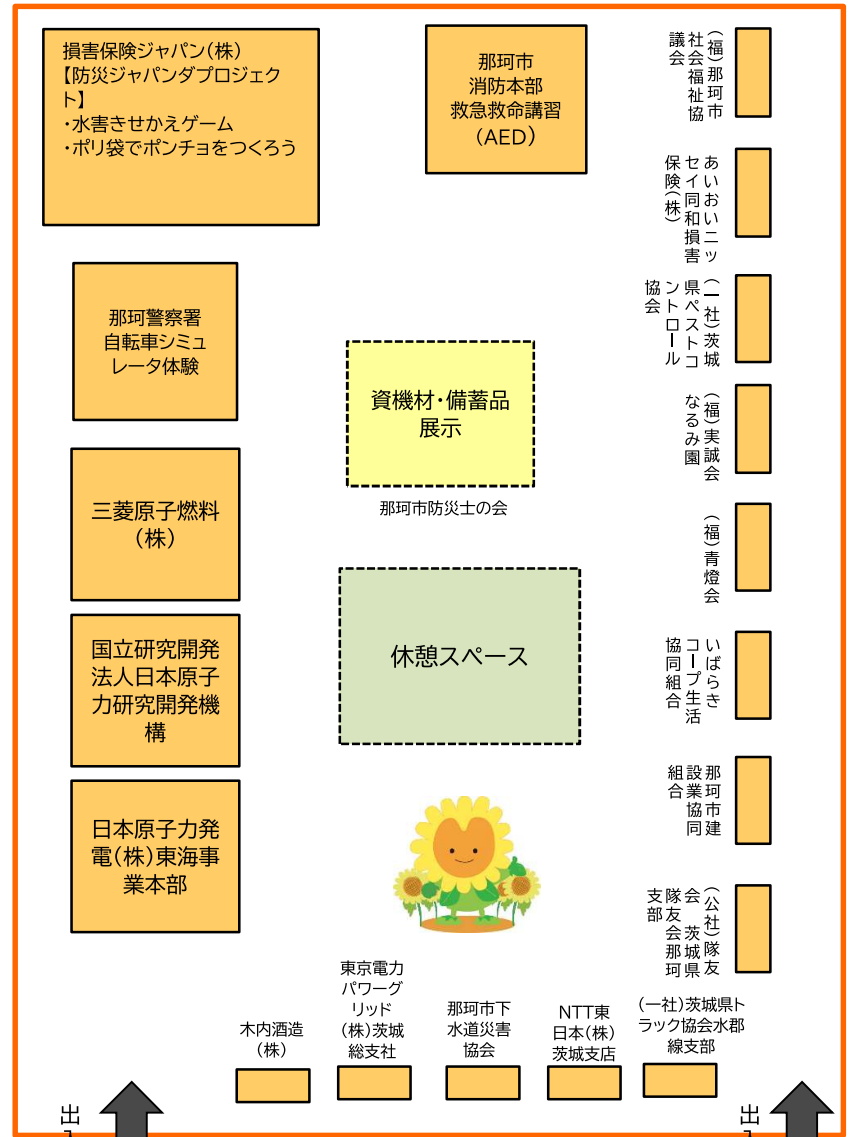 損害保険ジャパン(株)
【防災ジャパンダプロジェク
ト】
・水害きせかえゲーム
・ポリ袋でポンチョをつくろう
那珂市
消防本部
救急救命講習
(AED)
(福)那珂市
社会福祉協
議会
あいおいニッ
セイ同和損害
保険(株)
那珂警察署
自転車シミュ
レータ体験
(一社)茨城
県ペストコ
ントロール
協会
資機材・備蓄品
展示
那珂市防災士の会
(福)実誠会
なるみ園
三菱原子燃料
(株)
(福)青燈会
国立研究開発
法人日本原子
力研究開発機
構
休憩スペース
いばらき
コープ生活
協同組合
日本原子力発
電(株)東海事
業本部
那珂市建
設業協同
組合
(公社)隊友
会 茨城県
隊友会那珂
支部
木内酒造
(株)
東京電力
パワーグ
リッド
(株)茨城
総支社
那珂市下
水道災害
協会
NTT東
日本(株)
茨城支店
(一社)茨城県ト
ラック協会水郡
線支部
出
出